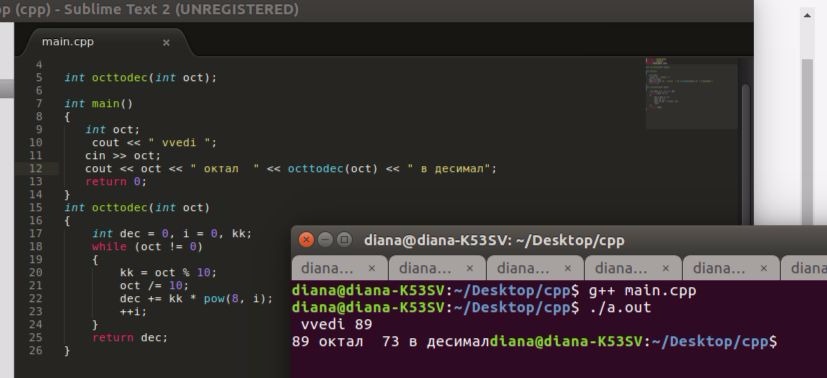 p (cpp) - Sublime Text 2 (UNREGISTERED)
main.cpp ×
4
5 int octtodec(int oct);
6
7 int main()
8 {
9 int oct;
10 cout << " vvedi ";
11 cin >> oct;
12 cout << oct << " октал  " << octtodec(oct) << " в десимал";
13 return 0;
14 }
15 int octtodec(int oct)
16 {
17 int dec = 0, i = 0, kk;
18 while (oct != 0)
19 {
20 kk = oct % 10;
21 oct /= 10;
22 dec += kk * pow(8, i);
23 ++i;
24 }
25 return dec;
26 }
diana@diana-K53SV: ~/Desktop/cpp
diana... × diana... × diana... × diana... × diana... × diana
diana@diana-K53SV:~/Desktop/cpp$ g++ main.cpp
diana@diana-K53SV:~/Desktop/cpp$ ./a.out
vvedi 89
89 октал  73 в десималdiana@diana-K53SV:~/Desktop/cpp$